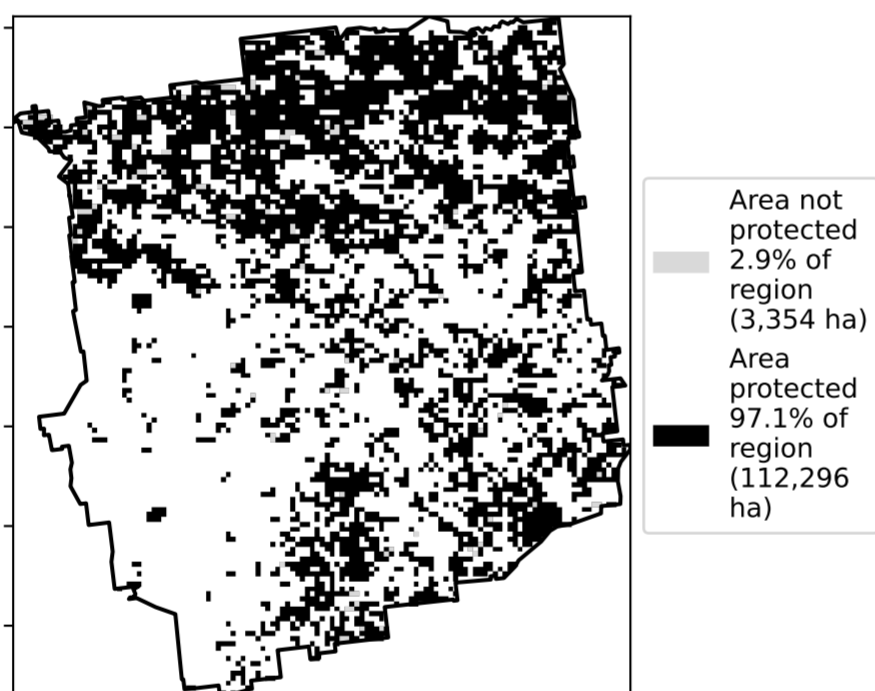 Area not
protected
2.9% of
region
(3,354 ha)
Area
protected
97.1% of
region
(112,296
ha)